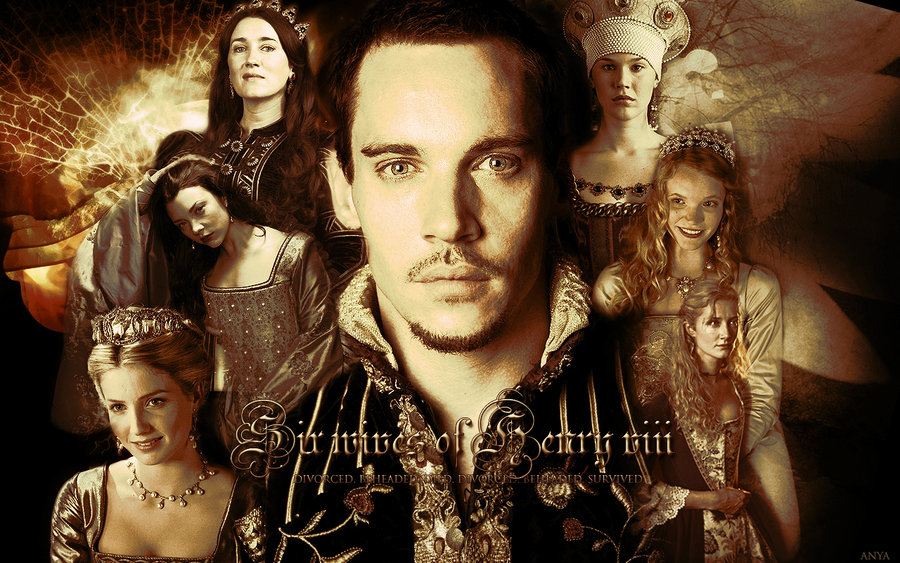 Six wives of Henry viii
DIVORCED, BEHEADED, DIED, DIVORCED, BEHEADED, SURVIVED
ANYA